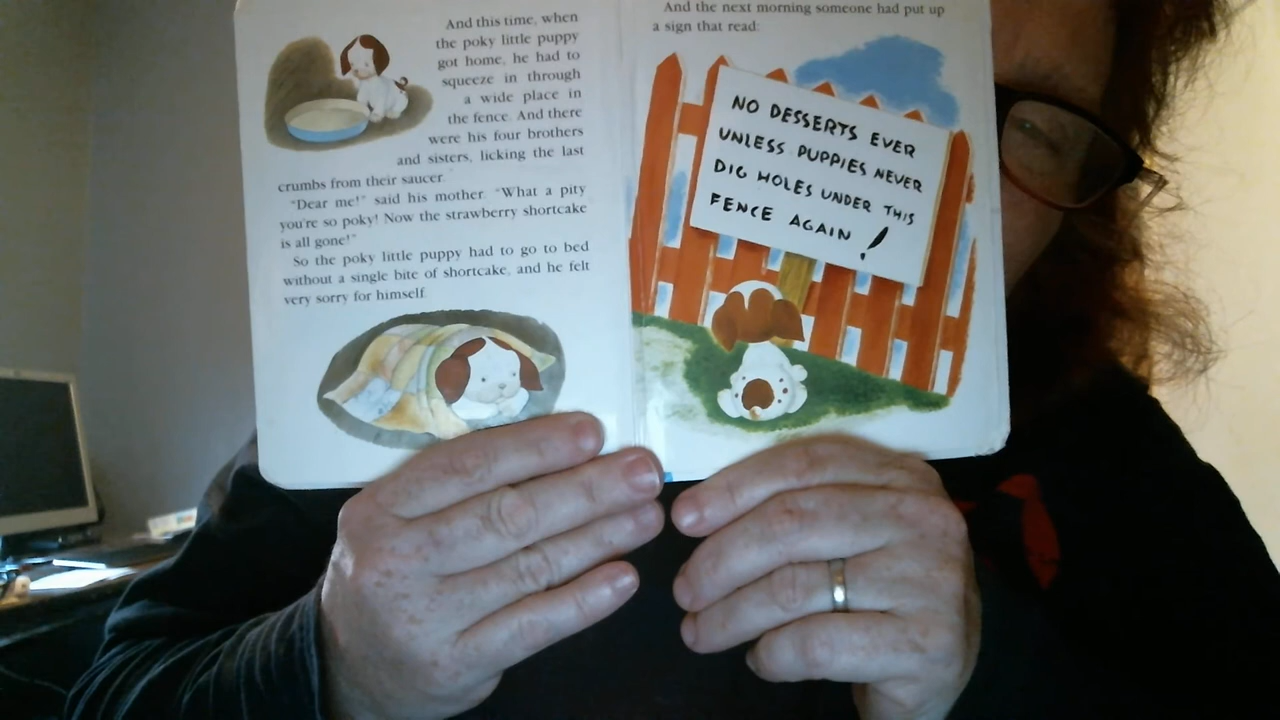 And this time, when
the poky little puppy
got home, he had to
squeeze in through
a wide place in
the fence. And there
were his four brothers
and sisters, licking the last
crumbs from their saucer.
"Dear me!" said his mother. "What a pity
you're so poky! Now the strawberry shortcake
is all gone!"
So the poky little puppy had to go to bed
without a single bite of shortcake, and he felt
very sorry for himself.
And the next morning someone had put up
a sign that read:
NO DESSERTS EVER
UNLESS PUPPIES NEVER
DIG HOLES UNDER THIS
FENCE AGAIN!